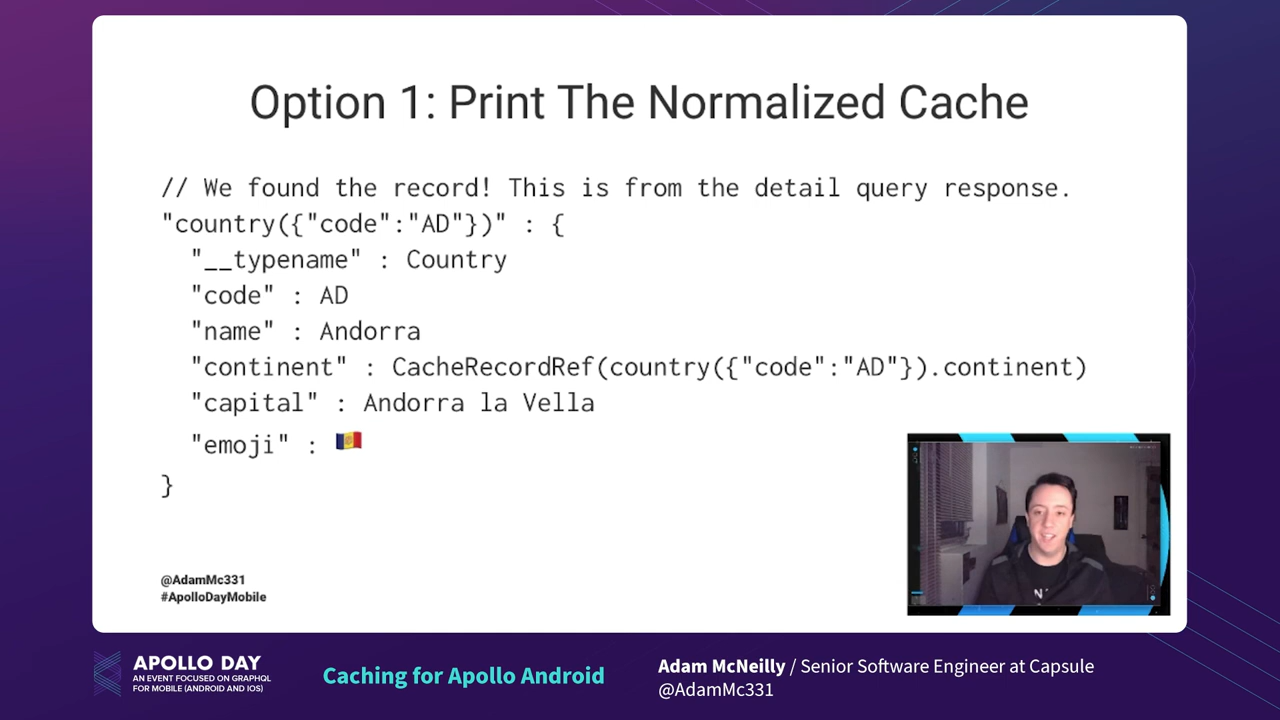 Option 1: Print The Normalized Cache
// We found the record! This is from the detail query response.
"country({"code":"AD"})" : {
"__typename" : Country
"code" : AD
"name" : Andorra
"continent" : CacheRecordRef(country({"code":"AD"}).continent)
"capital" : Andorra la Vella
"emoji" : 🇦🇩
}
@AdamMc331
#ApolloDayMobile
APOLLO DAY
AN EVENT FOCUSED ON GRAPHQL
FOR MOBILE (ANDROID AND IOS)
Caching for Apollo Android
Adam McNeilly / Senior Software Engineer at Capsule
@AdamMc331